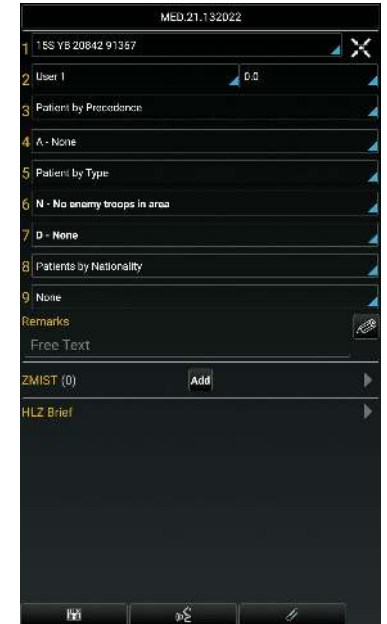 MED.21.132022
1 15S YB 20842 91367
2 User 1 0.0
3 Patient by Precedence
4 A - None
5 Patient by Type
6 N - No enemy troops in area
7 D - None
8 Patients by Nationality
9 None
Remarks
Free Text
ZMIST (0) Add
HLZ Brief